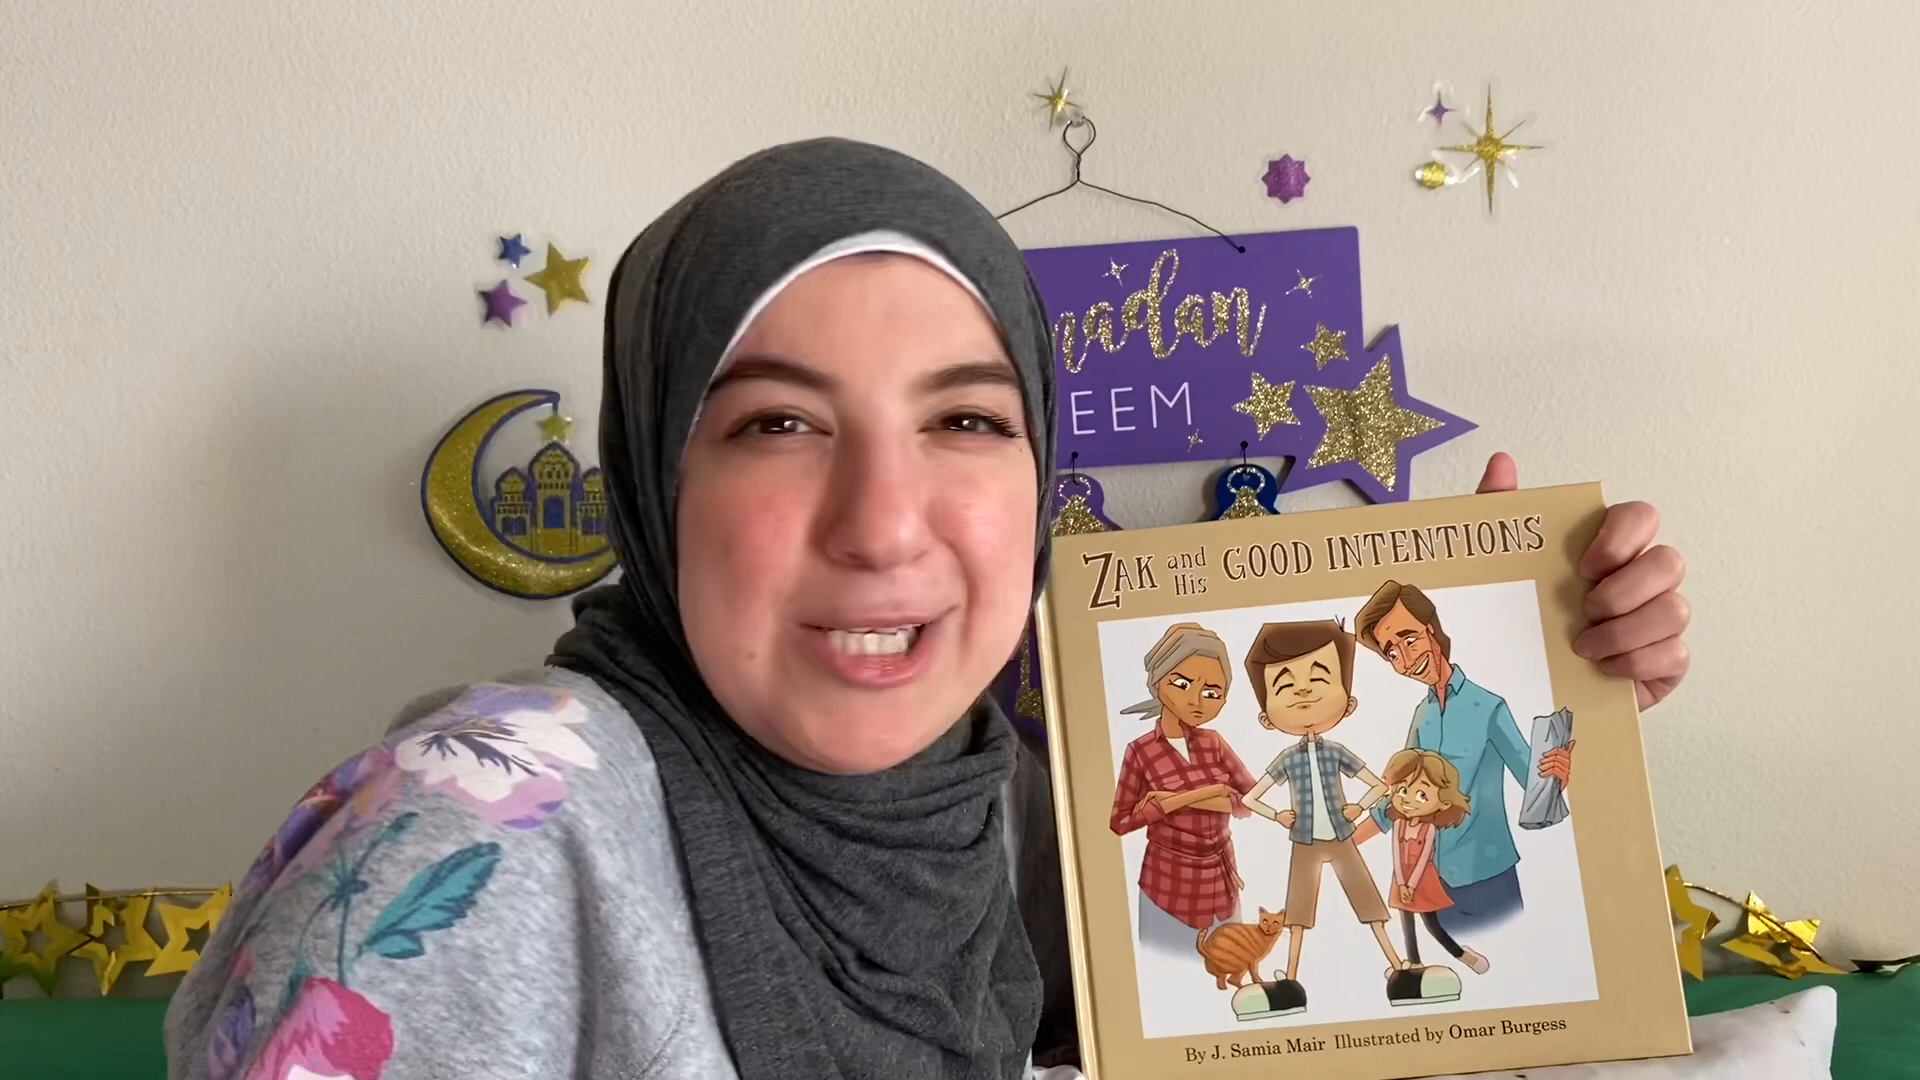 madan
EEM
ZAK and His GOOD INTENTIONS
By J. Samia Mair Illustrated by Omar Burgess